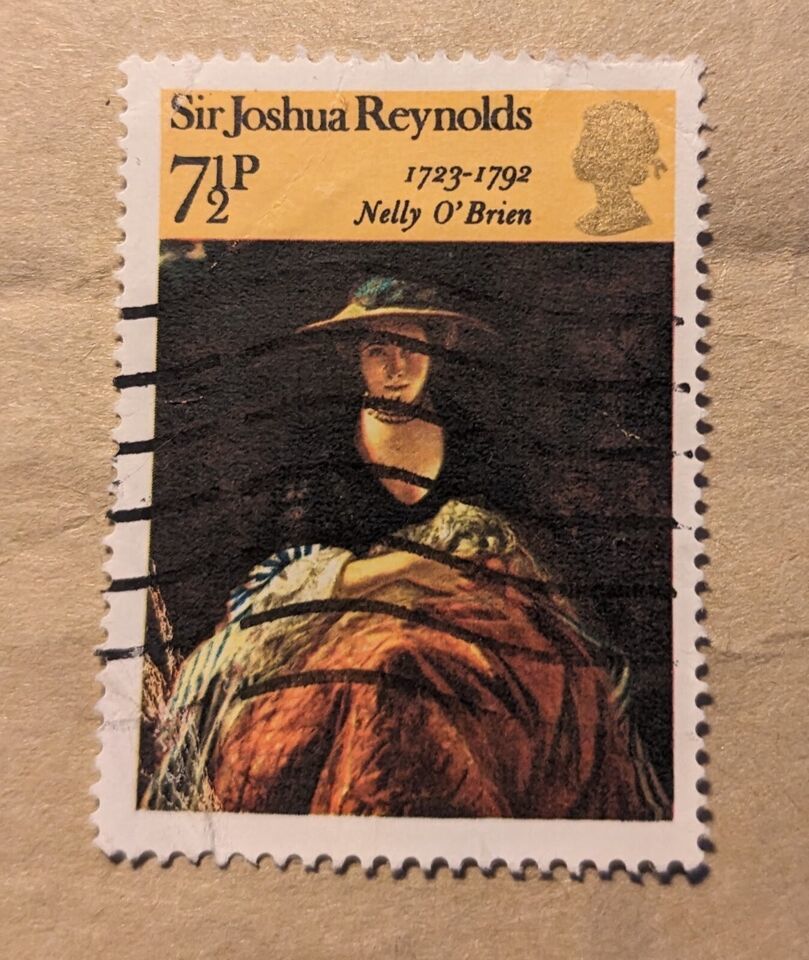 Sir Joshua Reynolds
7½P
1723-1792
Nelly O'Brien